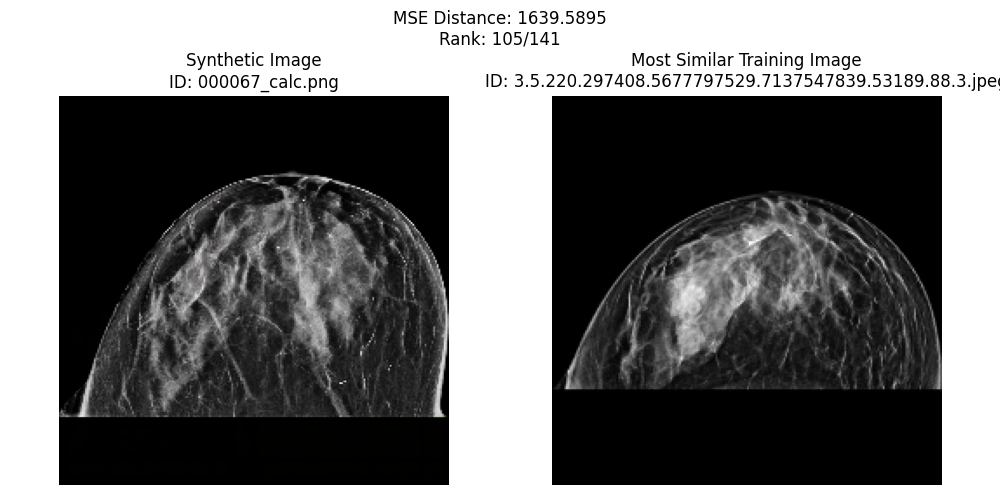 MSE Distance: 1639.5895
Rank: 105/141
Synthetic Image
ID: 000067_calc.png
Most Similar Training Image
ID: 3.5.220.297408.5677797529.7137547839.53189.88.3.jpeg